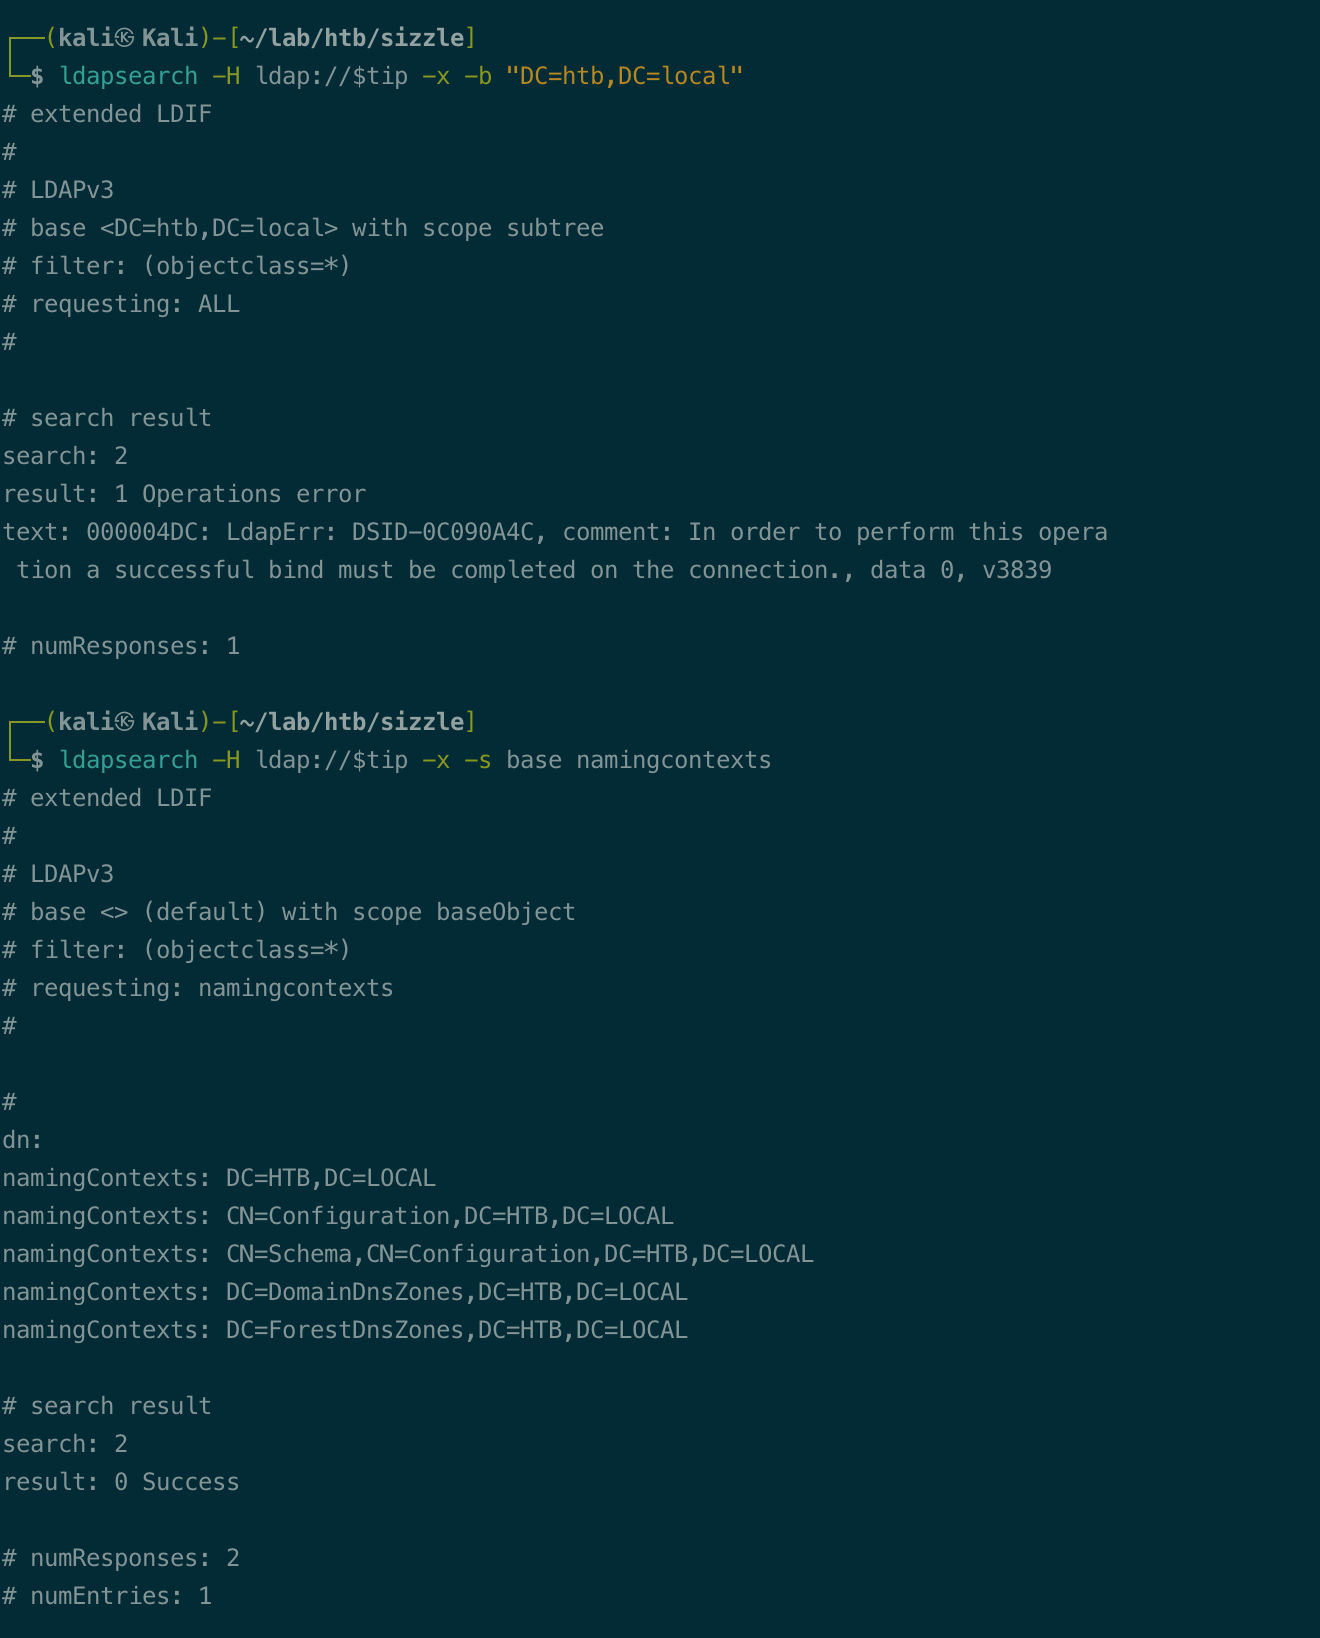 ┌──(kali㉿Kali)-[~/lab/htb/sizzle]
└─$ ldapsearch -H ldap://$tip -x -b "DC=htb,DC=local"
# extended LDIF
#
# LDAPv3
# base <DC=htb,DC=local> with scope subtree
# filter: (objectclass=*)
# requesting: ALL
#

# search result
search: 2
result: 1 Operations error
text: 000004DC: LdapErr: DSID-0C090A4C, comment: In order to perform this opera
 tion a successful bind must be completed on the connection., data 0, v3839

# numResponses: 1

┌──(kali㉿Kali)-[~/lab/htb/sizzle]
└─$ ldapsearch -H ldap://$tip -x -s base namingcontexts
# extended LDIF
#
# LDAPv3
# base <> (default) with scope baseObject
# filter: (objectclass=*)
# requesting: namingcontexts
#

#
dn:
namingContexts: DC=HTB,DC=LOCAL
namingContexts: CN=Configuration,DC=HTB,DC=LOCAL
namingContexts: CN=Schema,CN=Configuration,DC=HTB,DC=LOCAL
namingContexts: DC=DomainDnsZones,DC=HTB,DC=LOCAL
namingContexts: DC=ForestDnsZones,DC=HTB,DC=LOCAL

# search result
search: 2
result: 0 Success

# numResponses: 2
# numEntries: 1